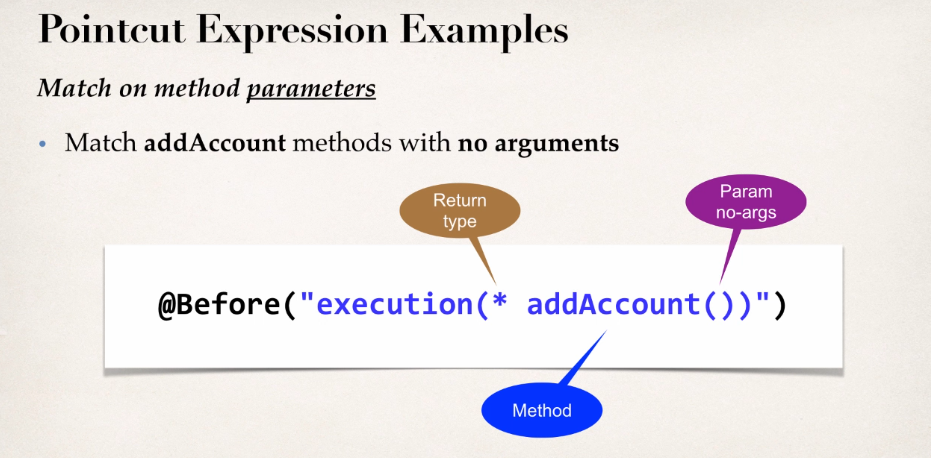 Pointcut Expression Examples
Match on method parameters
• Match addAccount methods with no arguments
Return
type
Param
no-args
@Before("execution(* addAccount())")
Method